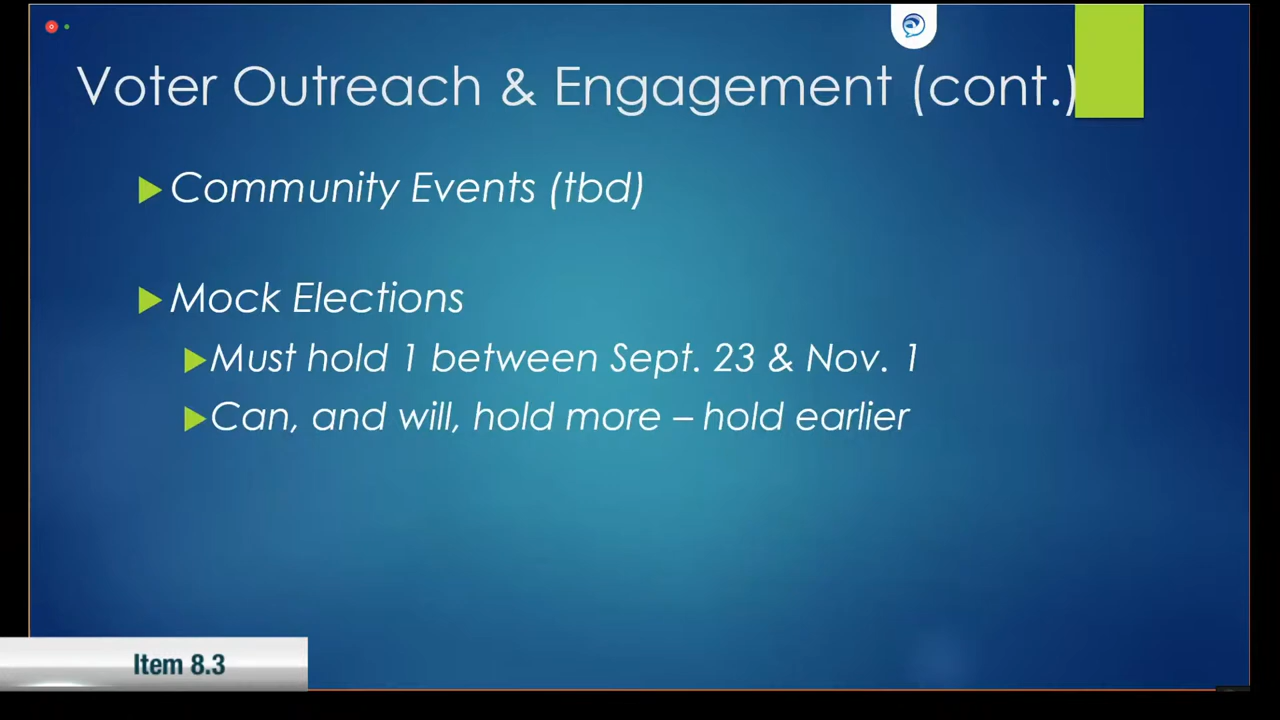 Voter Outreach & Engagement (cont.)
Community Events (tbd)
Mock Elections
Must hold 1 between Sept. 23 & Nov. 1
Can, and will, hold more – hold earlier
Item 8.3